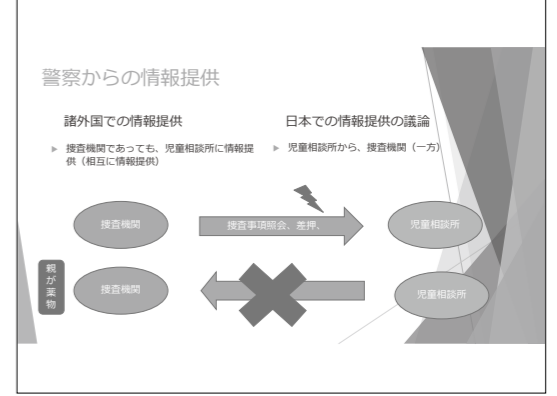 警察からの情報提供
諸外国での情報提供
▶ 捜査機関であっても、児童相談所に情報提
供（相互に情報提供）
日本での情報提供の議論
▶ 児童相談所から、捜査機関（一方）
捜査機関
捜査事項照会、差押、
児童相談所
親が薬物
捜査機関
児童相談所